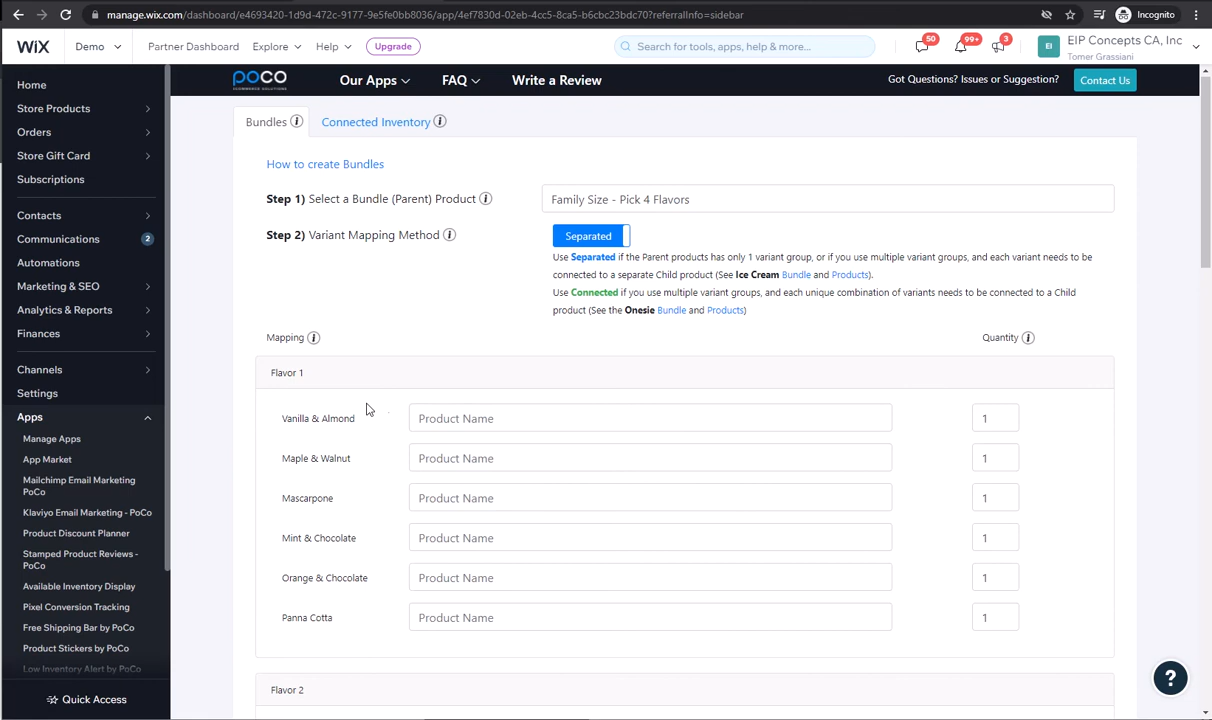 manage.wix.com/dashboard/e4693420-1d9d-472c-9177-9e5fe0bb8036/app/4ef7830d-02eb-4cc5-8ca5-b6cbc23bdc70?referralInfo=sidebar
Incognito
WiX
Demo
Partner Dashboard
Explore
Help
Upgrade
Search for tools, apps, help & more...
50
99+
3
EI
EIP Concepts CA, Inc
Tomer Grassiani
Home
Store Products
Orders
Store Gift Card
Subscriptions
Contacts
Communications
2
Automations
Marketing & SEO
Analytics & Reports
Finances
Channels
Settings
Apps
Manage Apps
App Market
Mailchimp Email Marketing
PoCo
Klaviyo Email Marketing - PoCo
Product Discount Planner
Stamped Product Reviews -
PoCo
Available Inventory Display
Pixel Conversion Tracking
Free Shipping Bar by PoCo
Product Stickers by PoCo
Low Inventory Alert by PoCo
Quick Access
POCO
ECOMMERCE SOLUTIONS
Our Apps
FAQ
Write a Review
Got Questions? Issues or Suggestion?
Contact Us
Bundles
Connected Inventory
How to create Bundles
Step 1) Select a Bundle (Parent) Product
Family Size - Pick 4 Flavors
Step 2) Variant Mapping Method
Separated
Use Separated if the Parent products has only 1 variant group, or if you use multiple variant groups, and each variant needs to be
connected to a separate Child product (See Ice Cream Bundle and Products).
Use Connected if you use multiple variant groups, and each unique combination of variants needs to be connected to a Child
product (See the Onesie Bundle and Products)
Mapping
Quantity
Flavor 1
Vanilla & Almond
Product Name
1
Maple & Walnut
Product Name
1
Mascarpone
Product Name
1
Mint & Chocolate
Product Name
1
Orange & Chocolate
Product Name
1
Panna Cotta
Product Name
1
Flavor 2
?